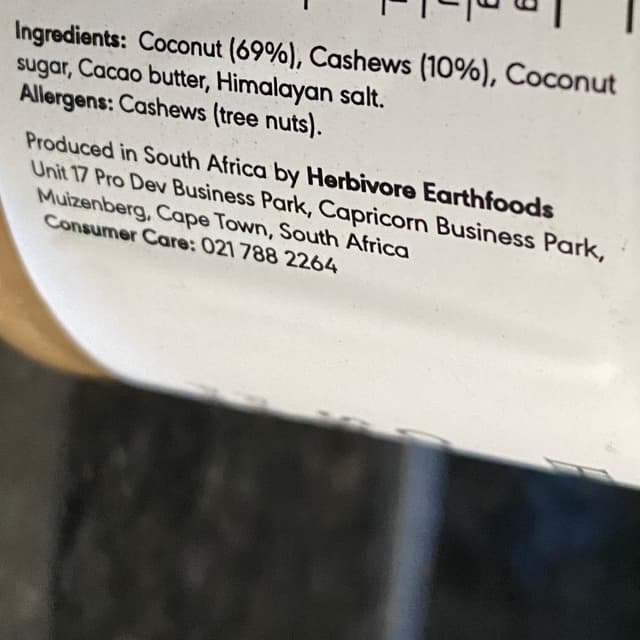 Ingredients: Coconut (69%), Cashews (10%), Coconut
sugar, Cacao butter, Himalayan salt.
Allergens: Cashews (tree nuts).
Produced in South Africa by Herbivore Earthfoods
Unit 17 Pro Dev Business Park, Capricorn Business Park,
Muizenberg, Cape Town, South Africa
Consumer Care: 021 788 2264